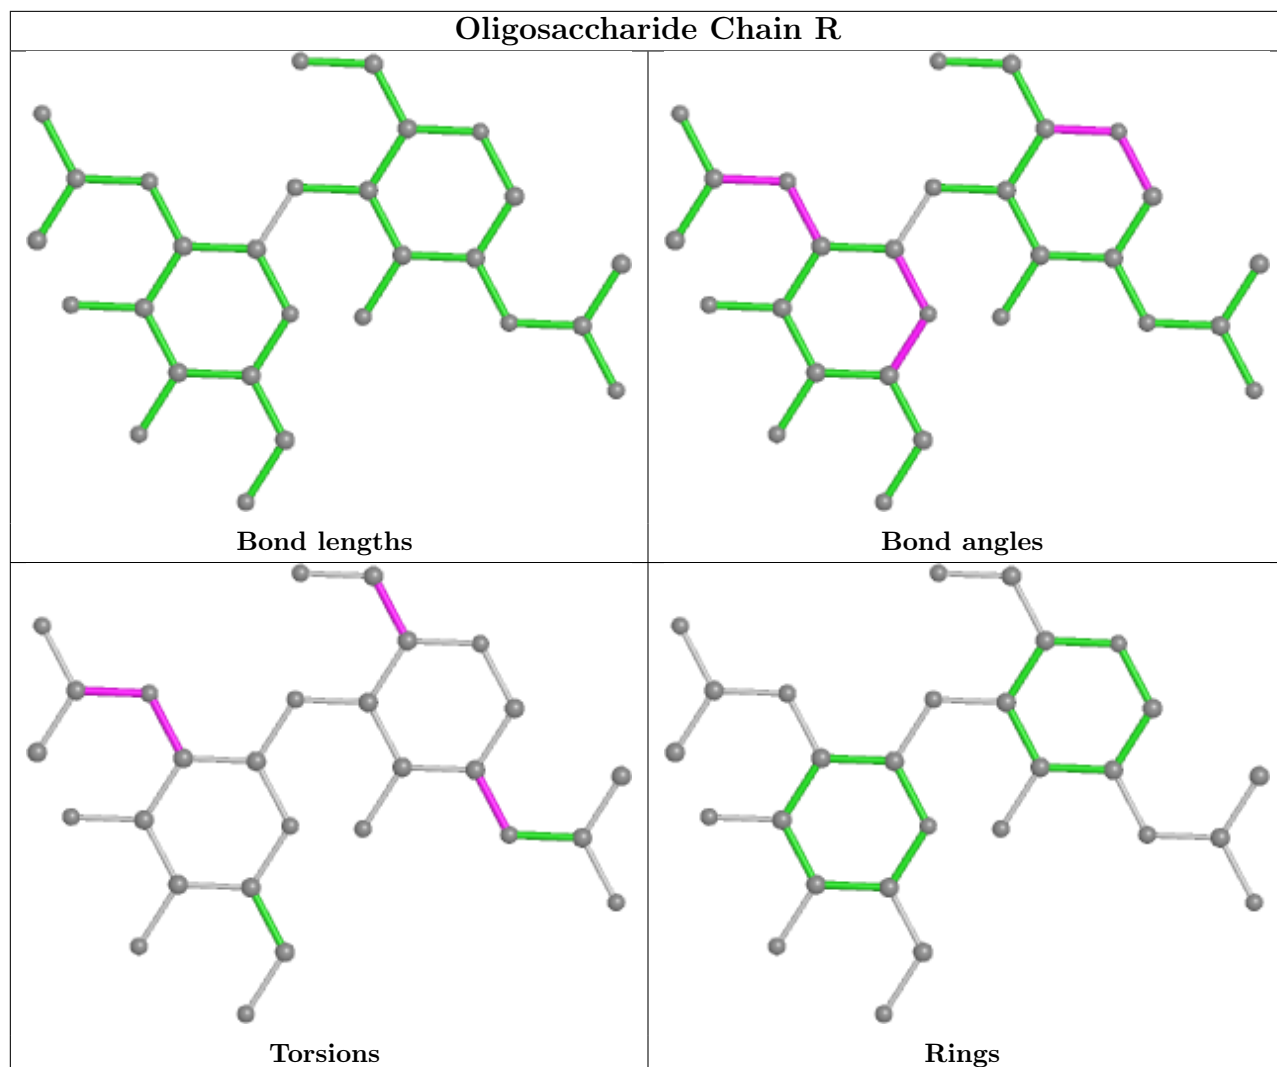 Oligosaccharide Chain R
Bond lengths
Bond angles
Torsions
Rings